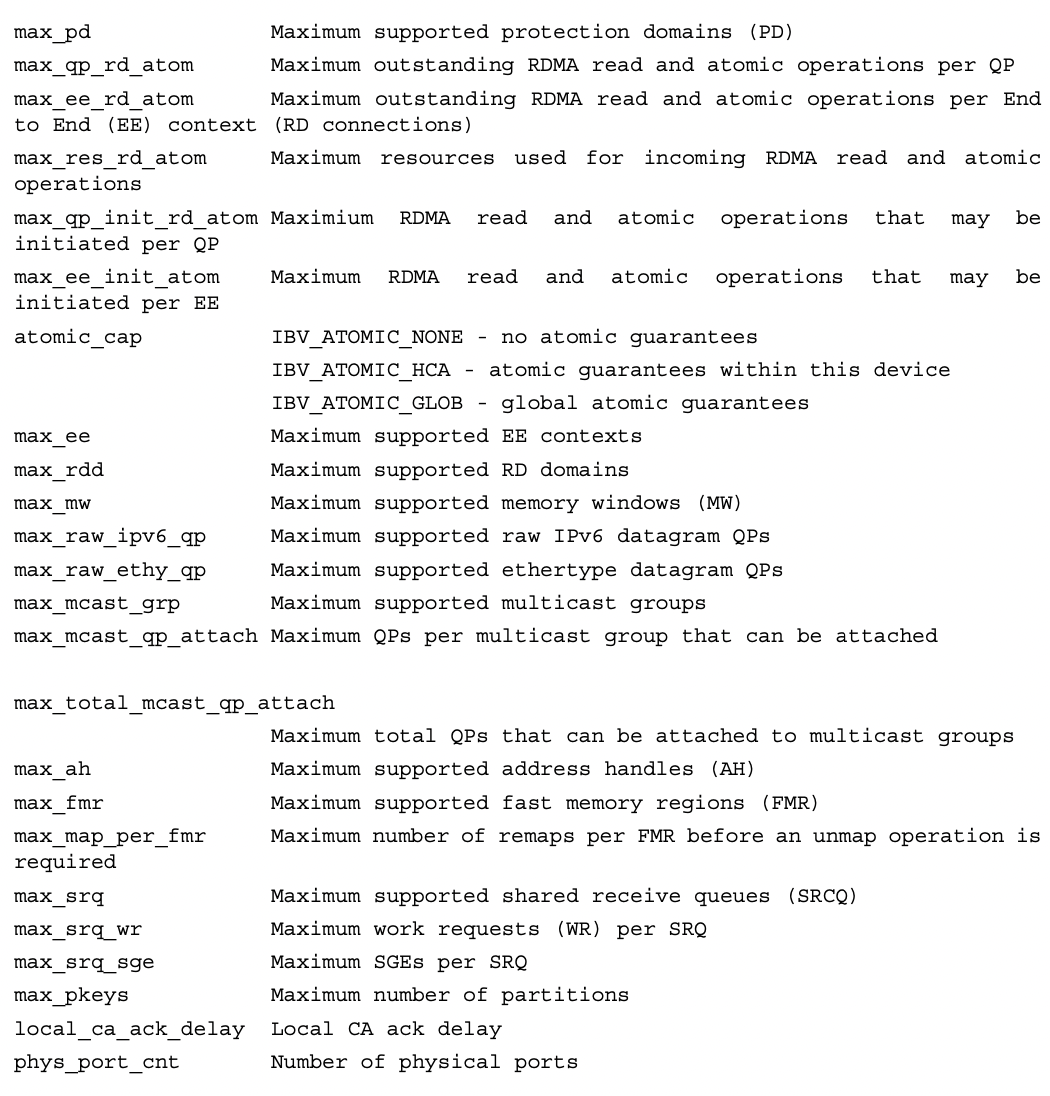 max_pd Maximum supported protection domains (PD)
max_qp_rd_atom Maximum outstanding RDMA read and atomic operations per QP
max_ee_rd_atom Maximum outstanding RDMA read and atomic operations per End
to End (EE) context (RD connections)
max_res_rd_atom Maximum resources used for incoming RDMA read and atomic
operations
max_qp_init_rd_atom Maximium RDMA read and atomic operations that may be
initiated per QP
max_ee_init_atom Maximum RDMA read and atomic operations that may be
initiated per EE
atomic_cap IBV_ATOMIC_NONE - no atomic guarantees
IBV_ATOMIC_HCA - atomic guarantees within this device
IBV_ATOMIC_GLOB - global atomic guarantees
max_ee Maximum supported EE contexts
max_rdd Maximum supported RD domains
max_mw Maximum supported memory windows (MW)
max_raw_ipv6_qp Maximum supported raw IPv6 datagram QPs
max_raw_ethy_qp Maximum supported ethertype datagram QPs
max_mcast_grp Maximum supported multicast groups
max_mcast_qp_attach Maximum QPs per multicast group that can be attached
max_total_mcast_qp_attach
Maximum total QPs that can be attached to multicast groups
max_ah Maximum supported address handles (AH)
max_fmr Maximum supported fast memory regions (FMR)
max_map_per_fmr Maximum number of remaps per FMR before an unmap operation is
required
max_srq Maximum supported shared receive queues (SRCQ)
max_srq_wr Maximum work requests (WR) per SRQ
max_srq_sge Maximum SGEs per SRQ
max_pkeys Maximum number of partitions
local_ca_ack_delay Local CA ack delay
phys_port_cnt Number of physical ports